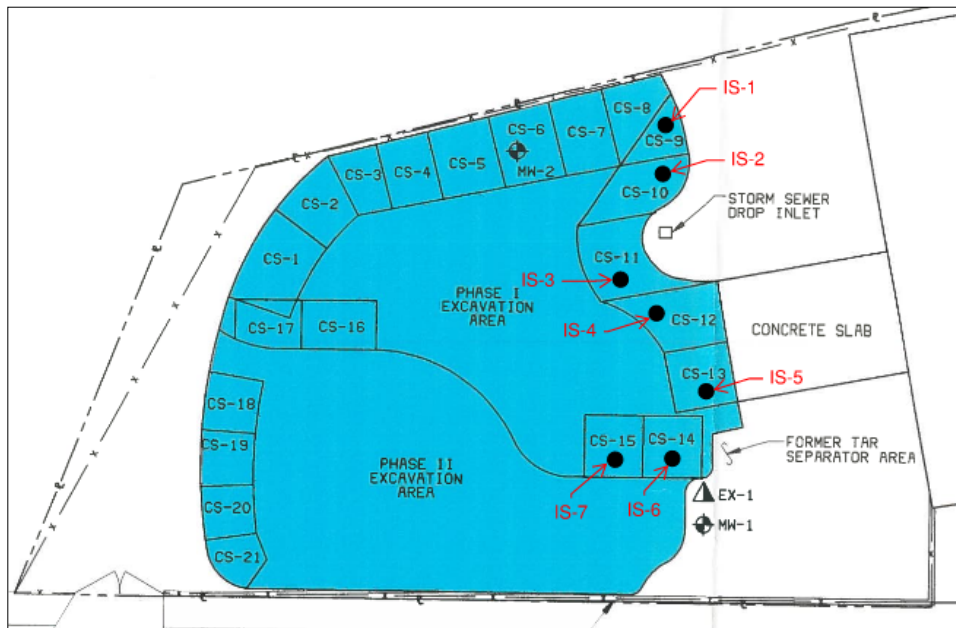 CS-8
IS-1
CS-6
CS-7
CS-9
CS-5
CS-4
CS-3
MW-2
IS-2
CS-10
CS-2
STORM SEWER
DROP INLET
CS-1
CS-11
IS-3
PHASE I
EXCAVATION
AREA
CS-17
CS-16
IS-4
CS-12
CONCRETE SLAB
CS-13
IS-5
CS-18
CS-19
CS-15
CS-14
FORMER TAR
SEPARATOR AREA
PHASE II
EXCAVATION
AREA
IS-7
IS-6
EX-1
CS-20
MW-1
CS-21